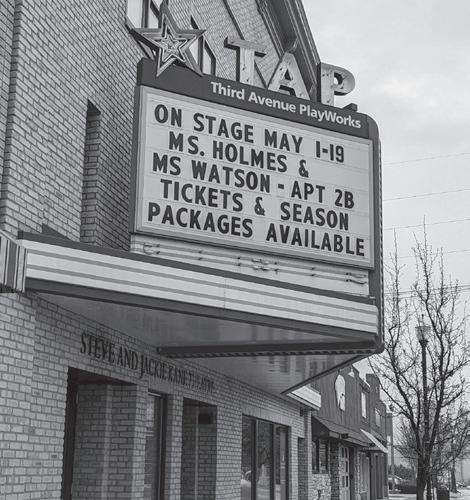 TAP
Third Avenue PlayWorks
ON STAGE MAY 1-19
MS. HOLMES &
MS WATSON - APT 2B
TICKETS & SEASON
PACKAGES AVAILABLE
STEVE AND JACKIE KANE THEATRE